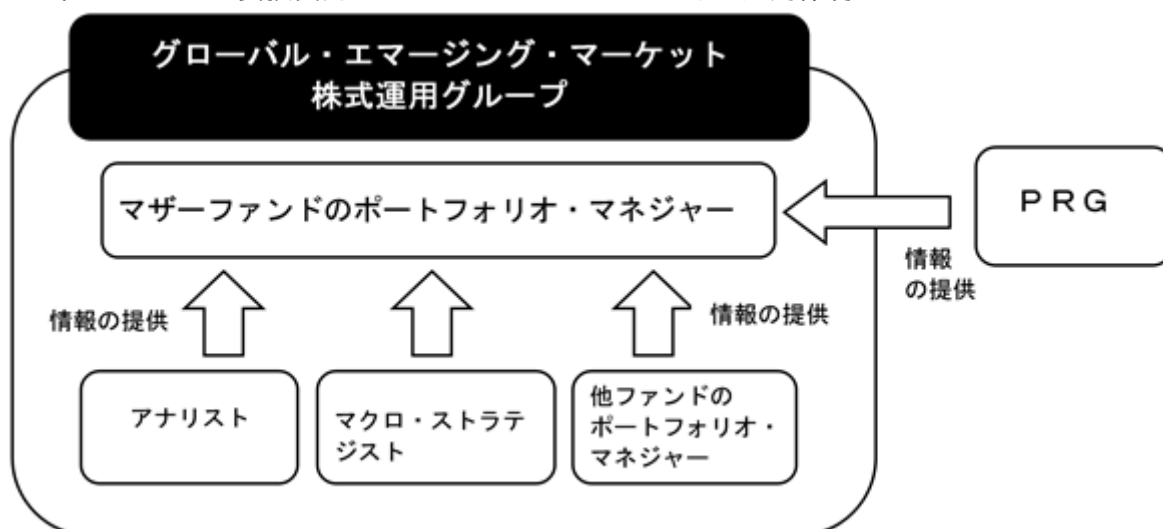 グローバル・エマージング・マーケット
株式運用グループ
マザーファンドのポートフォリオ・マネジャー
ＰＲＧ
情報
の提供
情報の提供
情報の提供
アナリスト
マクロ・ストラテ
ジスト
他ファンドの
ポートフォリオ・
マネジャー